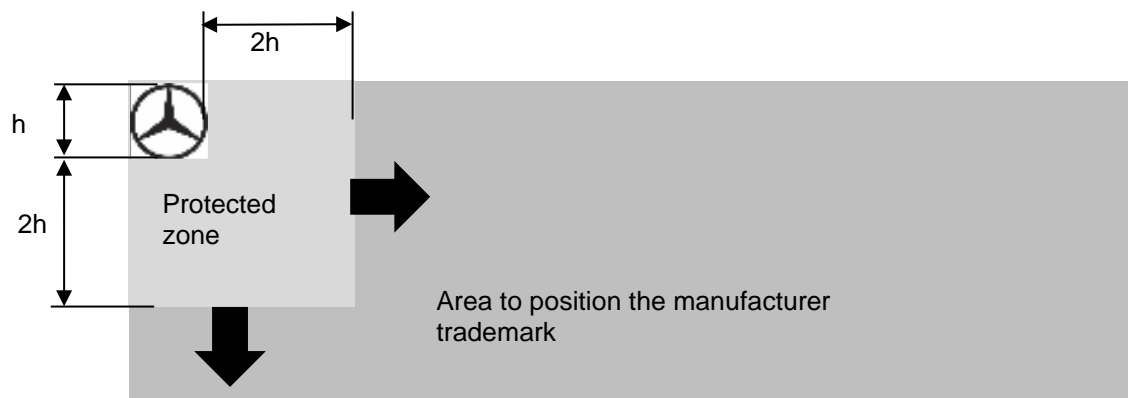 2h
h
Protected
zone
2h
Area to position the manufacturer
trademark